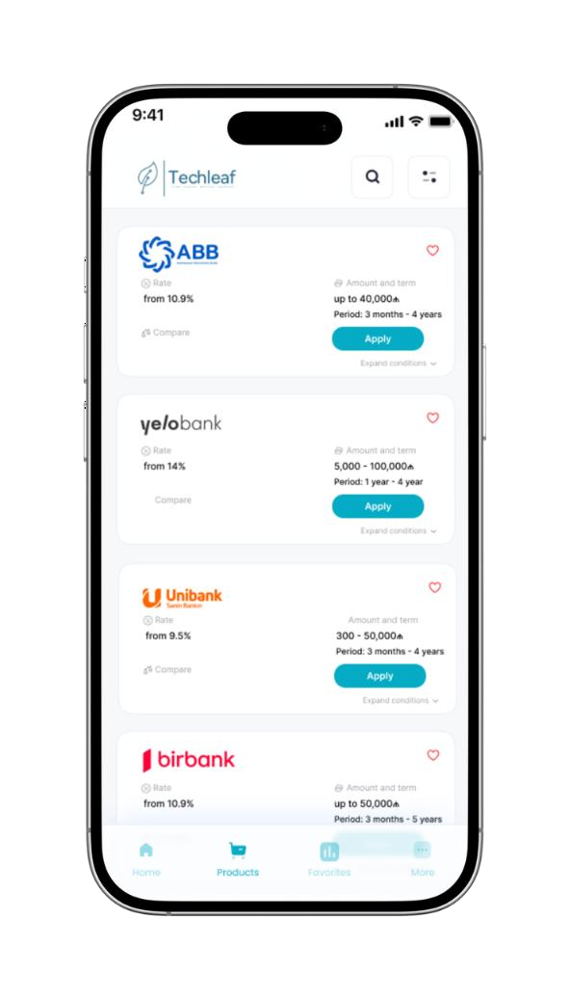 9:41
Techleaf
ABB
Rate
Amount and term
from 10.9%
up to 40,000₼
Period: 3 months - 4 years
Compare
Apply
Expand conditions
yelobank
Rate
Amount and term
from 14%
5,000 - 100,000₼
Period: 1 year - 4 year
Compare
Apply
Expand conditions
Unibank
Sənin Bankın
Rate
Amount and term
from 9.5%
300 - 50,000₼
Period: 3 months - 4 years
Compare
Apply
Expand conditions
birbank
Rate
Amount and term
from 10.9%
up to 50,000₼
Period: 3 months - 5 years
Home
Products
Favorites
More